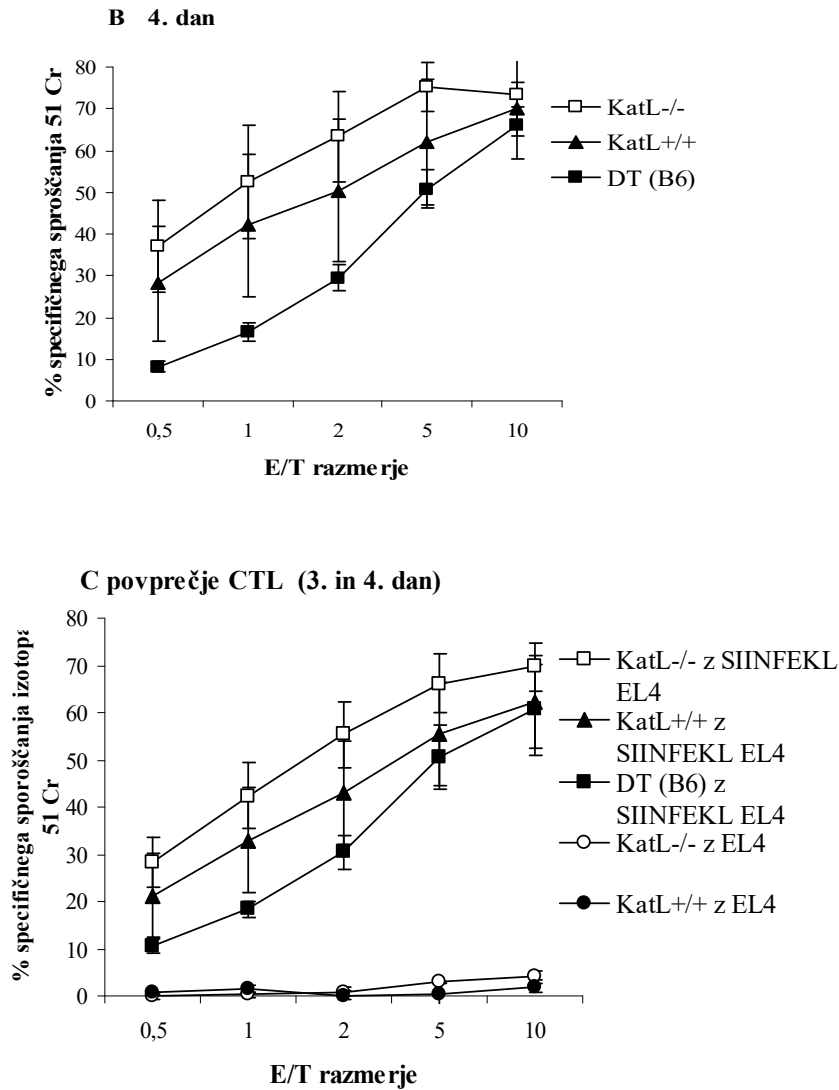 B 4. dan
% specifičnega sproščanja 51 Cr
80
70
60
50
40
30
20
10
0
0,5 1 2 5 10
E/T razmerje
KatL-/-
KatL+/+
DT (B6)
C povprečje CTL (3. in 4. dan)
% specifičnega sporoščanja
51 Cr
80
70
60
50
40
30
20
10
0
0,5 1 2 5 10
E/T razmerje
KatL-/- z SIINFEKL
EL4
KatL+/+ z
SIINFEKL EL4
DT (B6) z
SIINFEKL EL4
KatL-/- z EL4
KatL+/+ z EL4